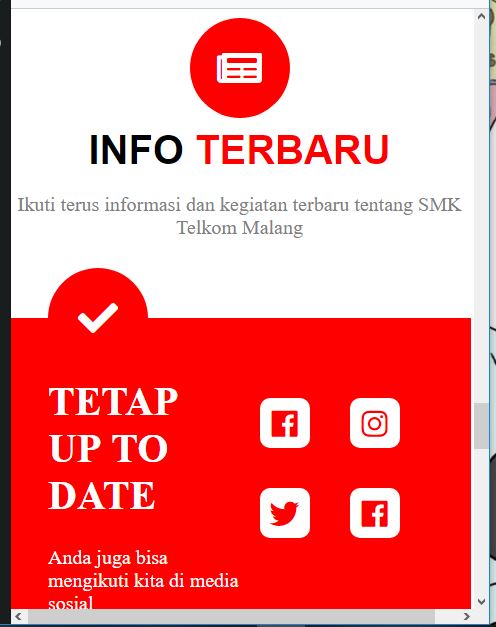 INFO TERBARU
Ikuti terus informasi dan kegiatan terbaru tentang SMK
Telkom Malang
TETAP
UP TO
DATE
Anda juga bisa
mengikuti kita di media
sosial